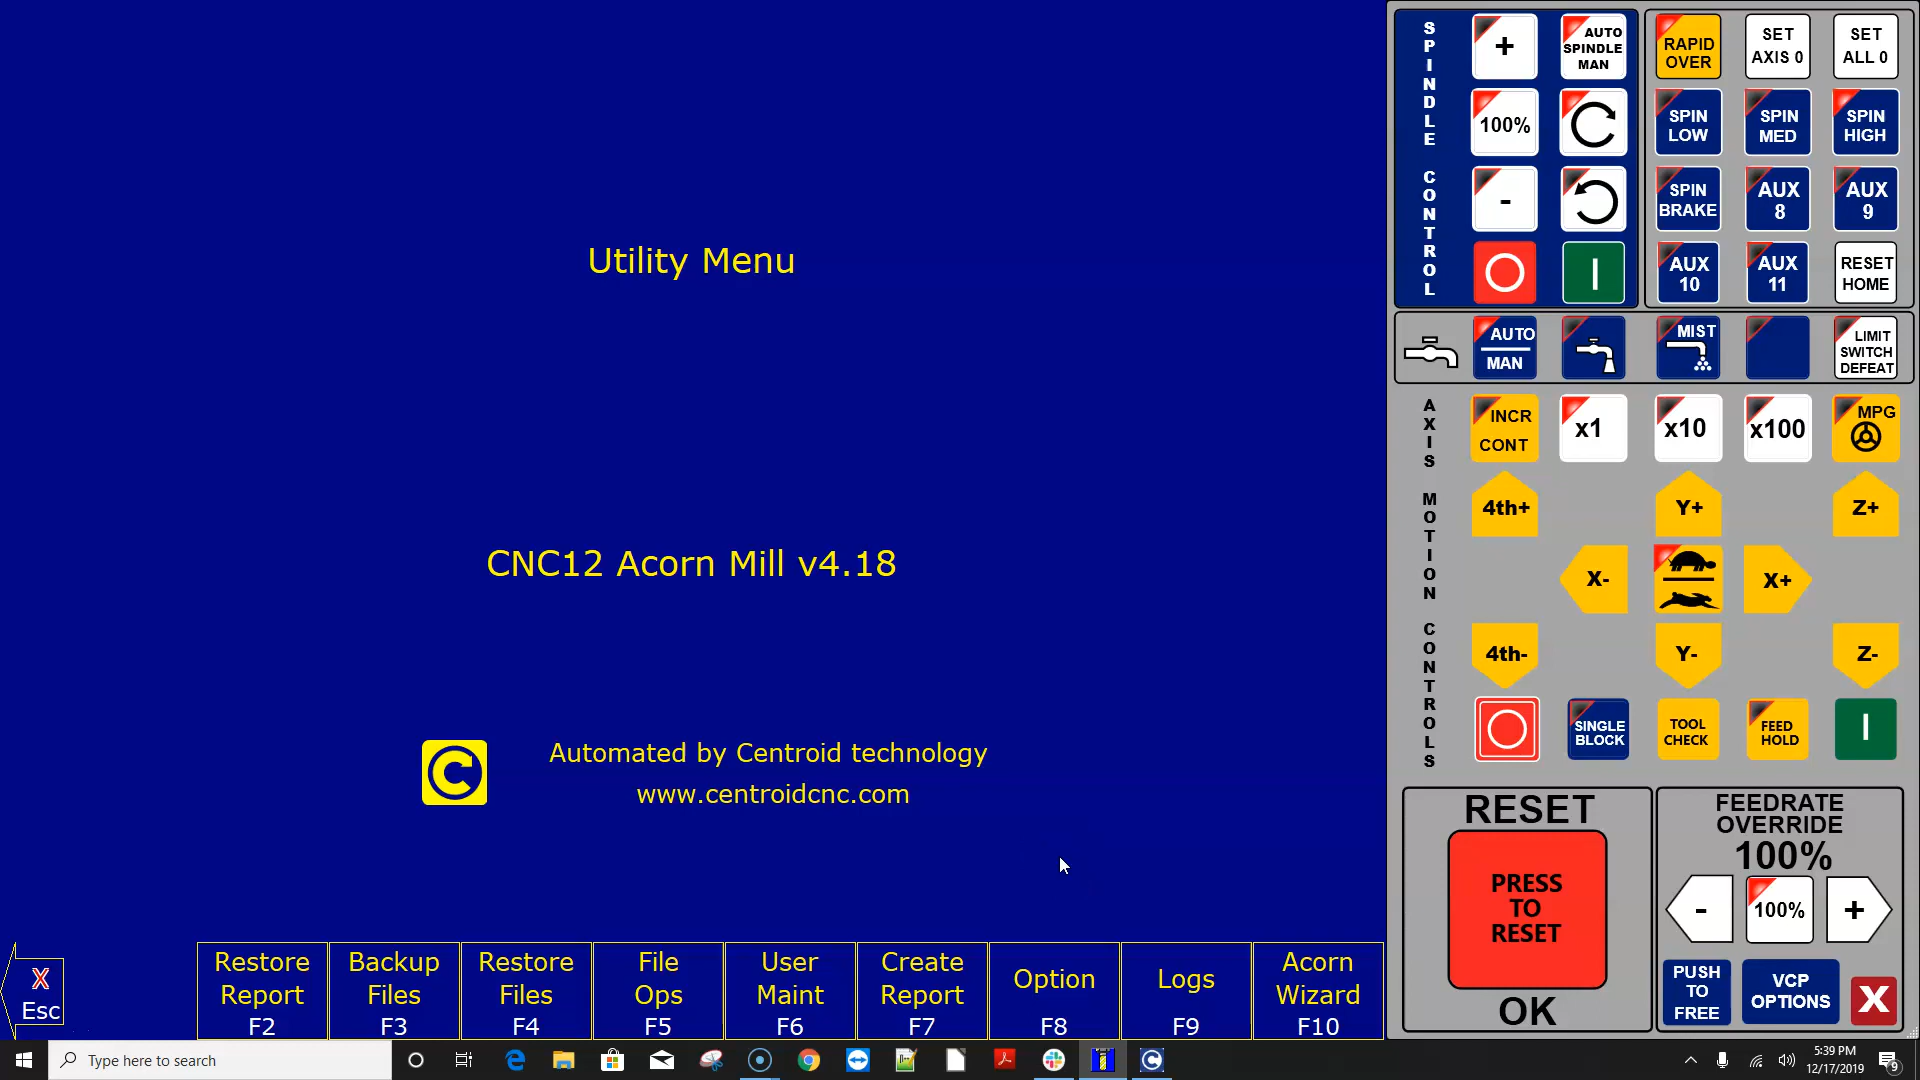 Utility Menu
CNC12 Acorn Mill v4.18
Automated by Centroid technology
www.centroidcnc.com
X
Esc
Restore
Report
F2
Backup
Files
F3
Restore
Files
F4
File
Ops
F5
User
Maint
F6
Create
Report
F7
Option
F8
Logs
F9
Acorn
Wizard
F10
SPINDLE CONTROL
+
AUTO
SPINDLE
MAN
100%
-
RAPID
OVER
SET
AXIS 0
SET
ALL 0
SPIN
LOW
SPIN
MED
SPIN
HIGH
SPIN
BRAKE
AUX
8
AUX
9
AUX
10
AUX
11
RESET
HOME
AUTO
MAN
MIST
LIMIT
SWITCH
DEFEAT
AXIS MOTION CONTROLS
INCR
CONT
x1
x10
x100
MPG
4th+
Y+
Z+
X-
X+
4th-
Y-
Z-
SINGLE
BLOCK
TOOL
CHECK
FEED
HOLD
RESET
PRESS
TO
RESET
OK
FEEDRATE
OVERRIDE
100%
-
100%
+
PUSH
TO
FREE
VCP
OPTIONS
X
Type here to search
5:39 PM
12/17/2019
9